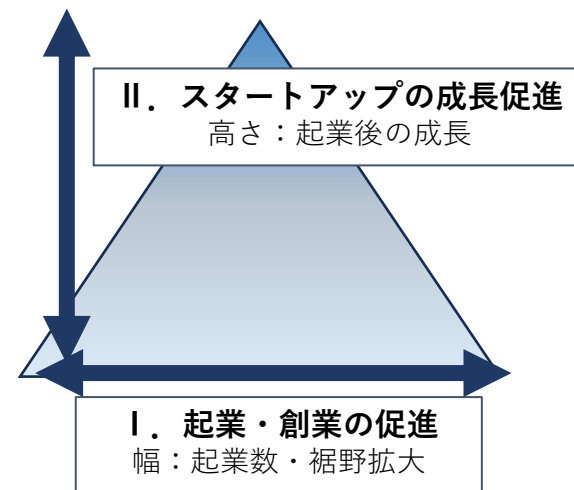 Ⅱ．スタートアップの成長促進
高さ：起業後の成長
Ⅰ．起業・創業の促進
幅：起業数・裾野拡大